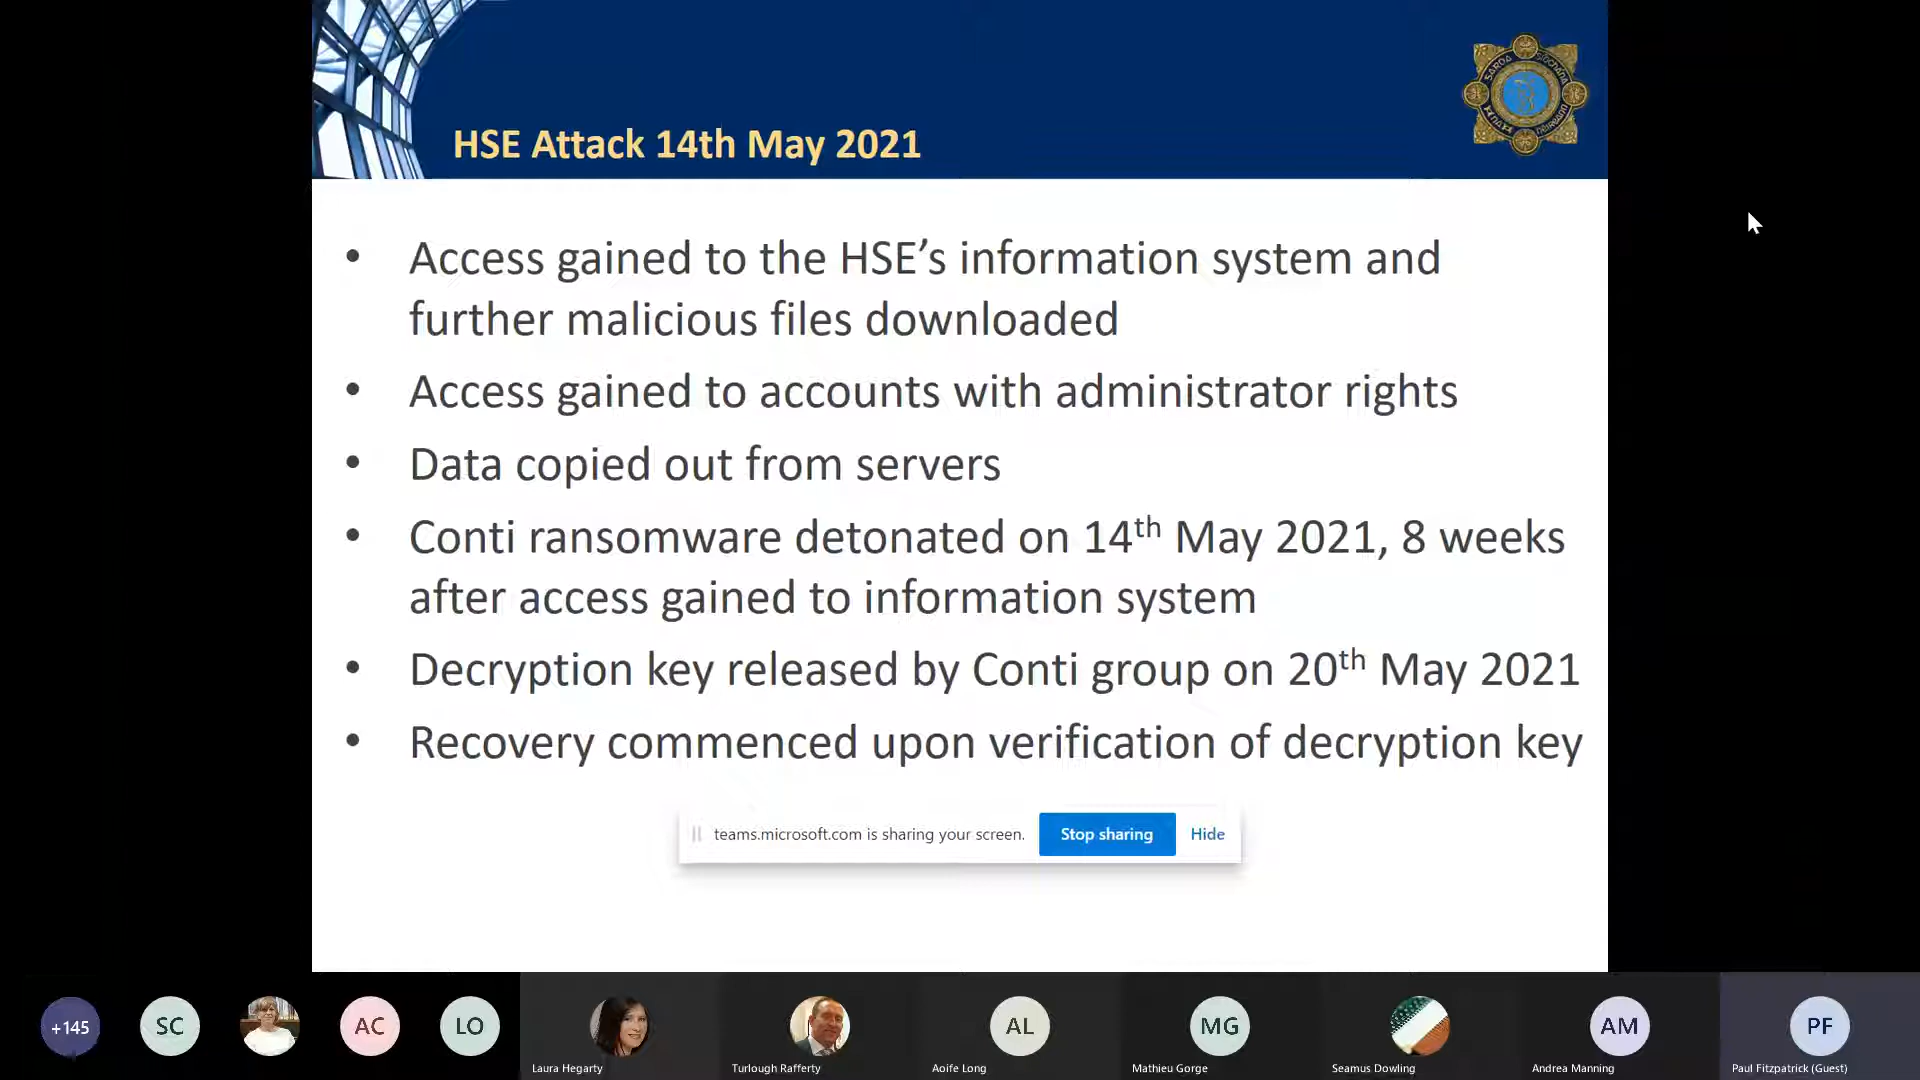 HSE Attack 14th May 2021
GARDA SÍOCHÁNA NA HÉIREANN
• Access gained to the HSE’s information system and
further malicious files downloaded
• Access gained to accounts with administrator rights
• Data copied out from servers
• Conti ransomware detonated on 14th May 2021, 8 weeks
after access gained to information system
• Decryption key released by Conti group on 20th May 2021
• Recovery commenced upon verification of decryption key
teams.microsoft.com is sharing your screen. Stop sharing Hide
+145 SC AC LO AL MG AM PF
Laura Hegarty Turlough Rafferty Aoife Long Mathieu Gorge Seamus Dowling Andrea Manning Paul Fitzpatrick (Guest)